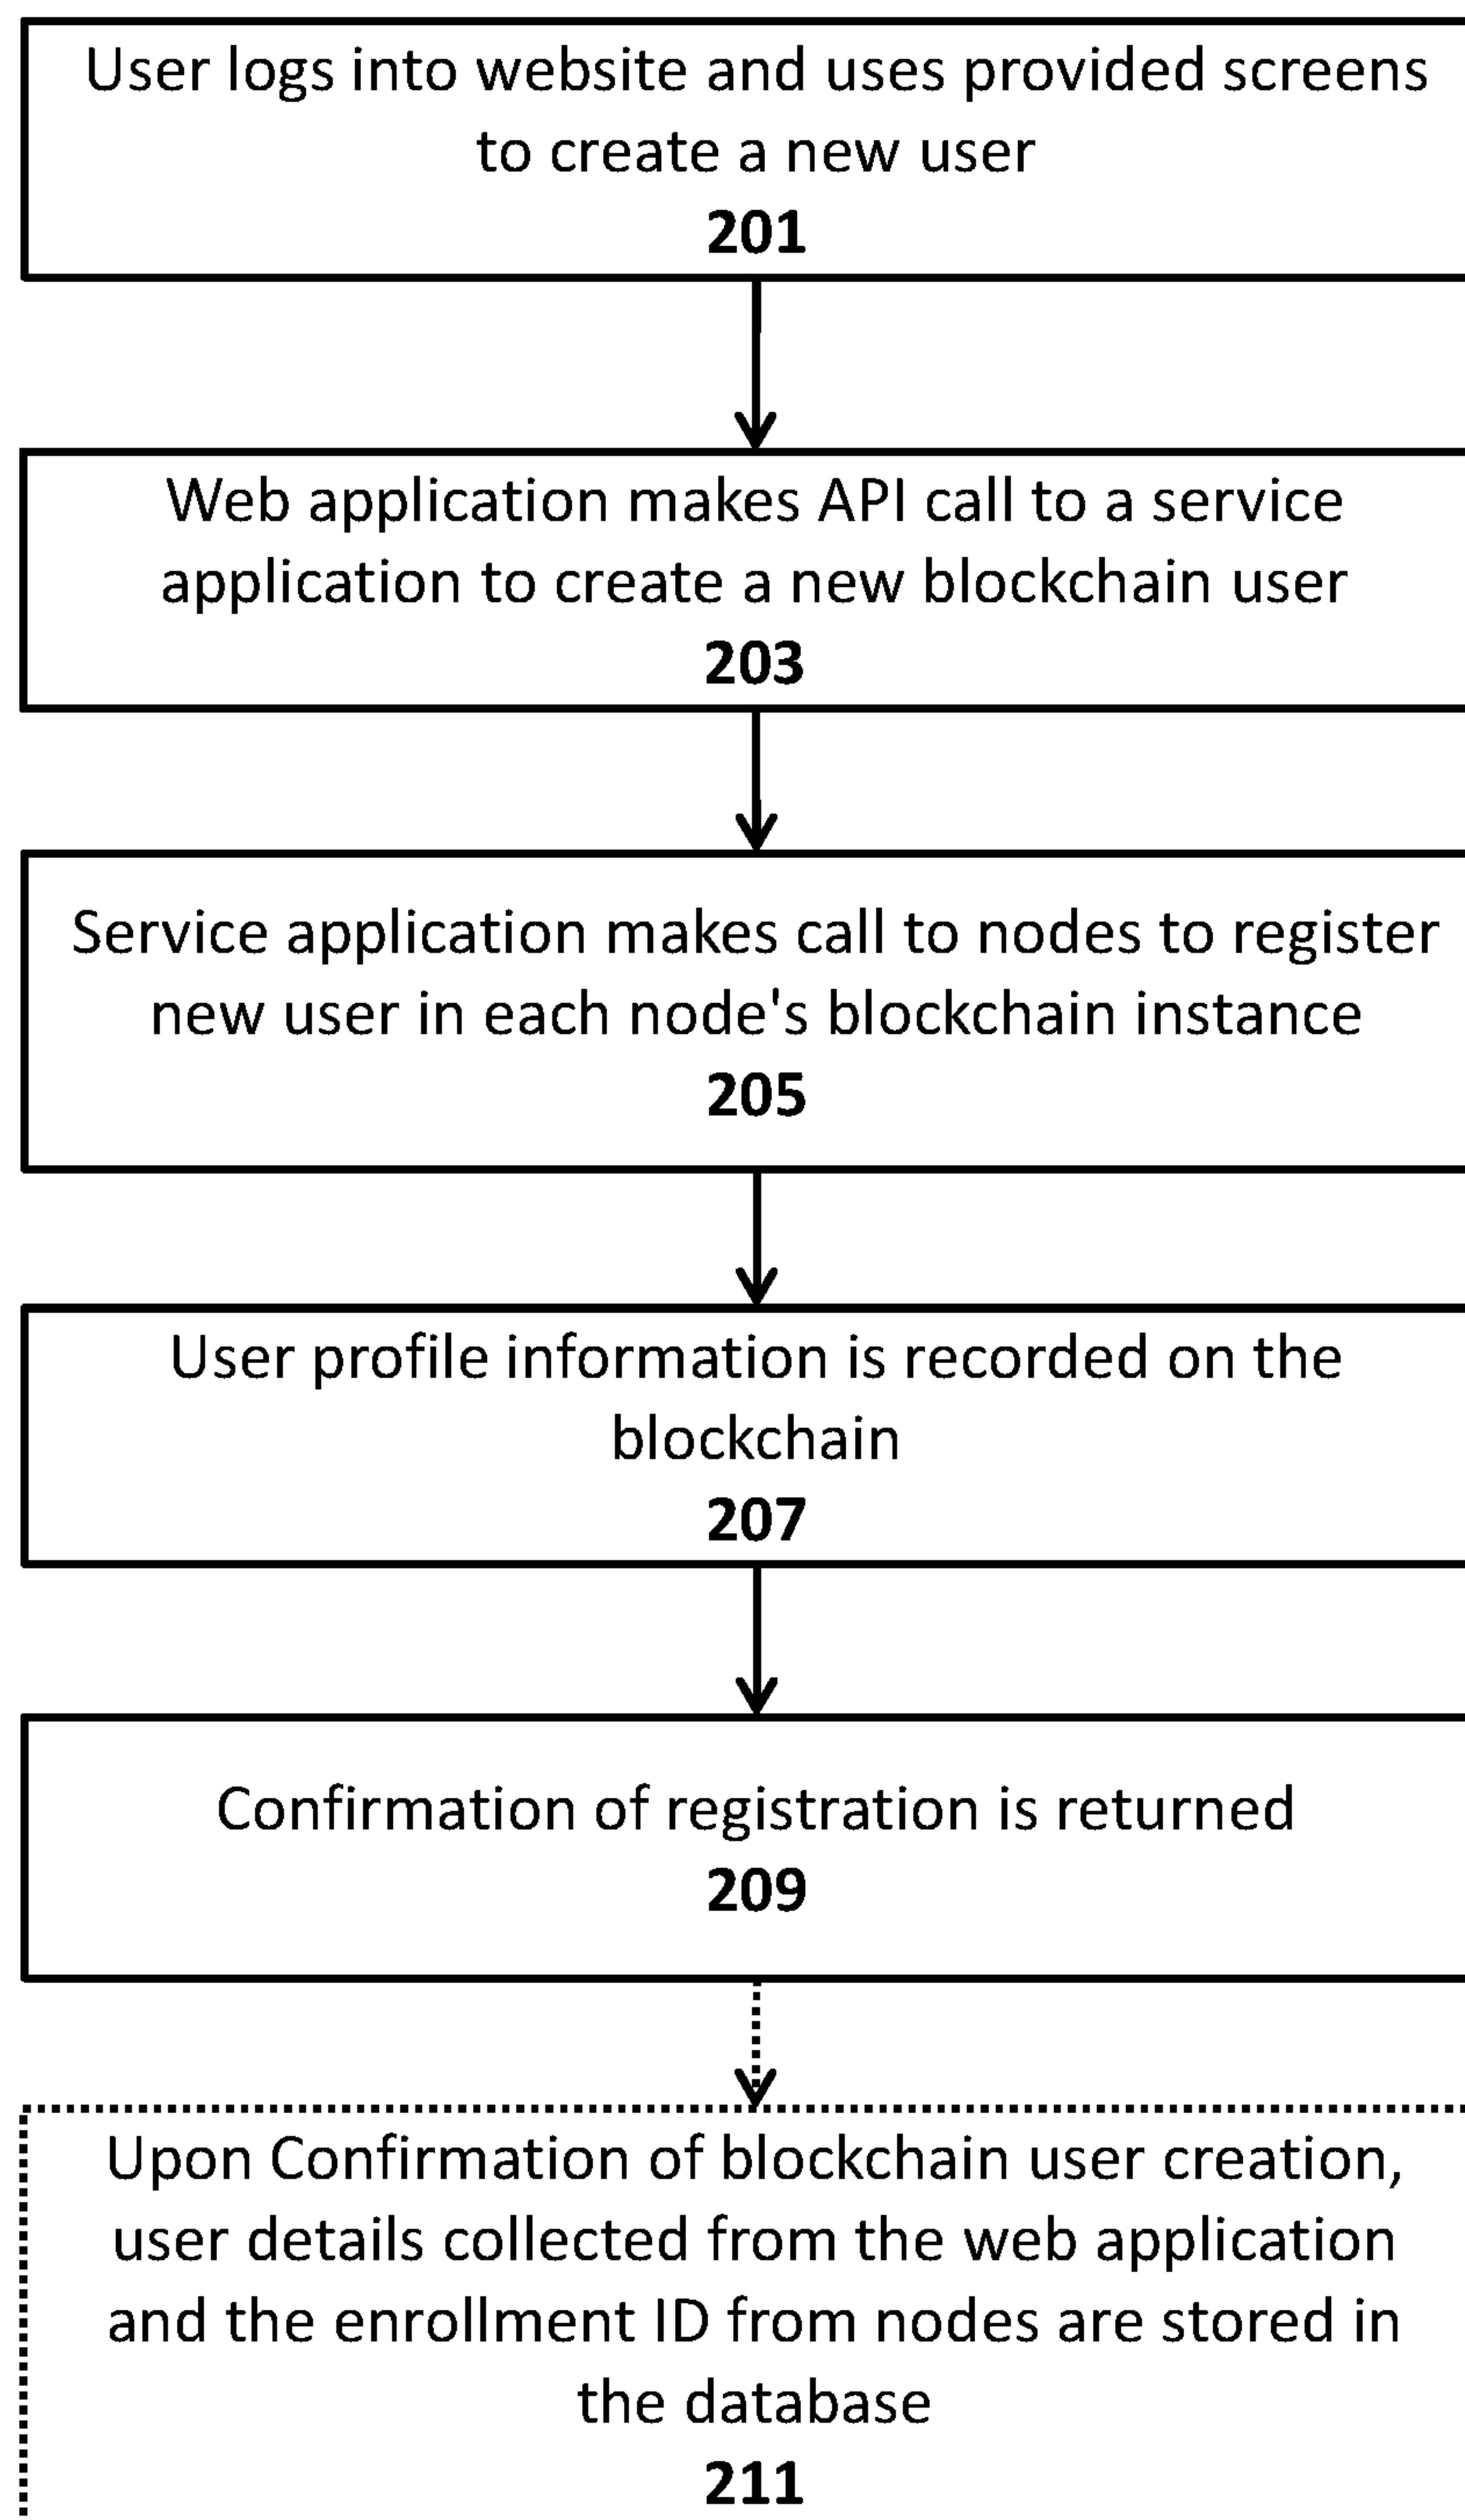 User logs into website and uses provided screens
to create a new user
201
Web application makes API call to a service
application to create a new blockchain user
203
Service application makes call to nodes to register
new user in each node's blockchain instance
205
User profile information is recorded on the
blockchain
207
Confirmation of registration is returned
209
Upon Confirmation of blockchain user creation,
user details collected from the web application
and the enrollment ID from nodes are stored in
the database
211